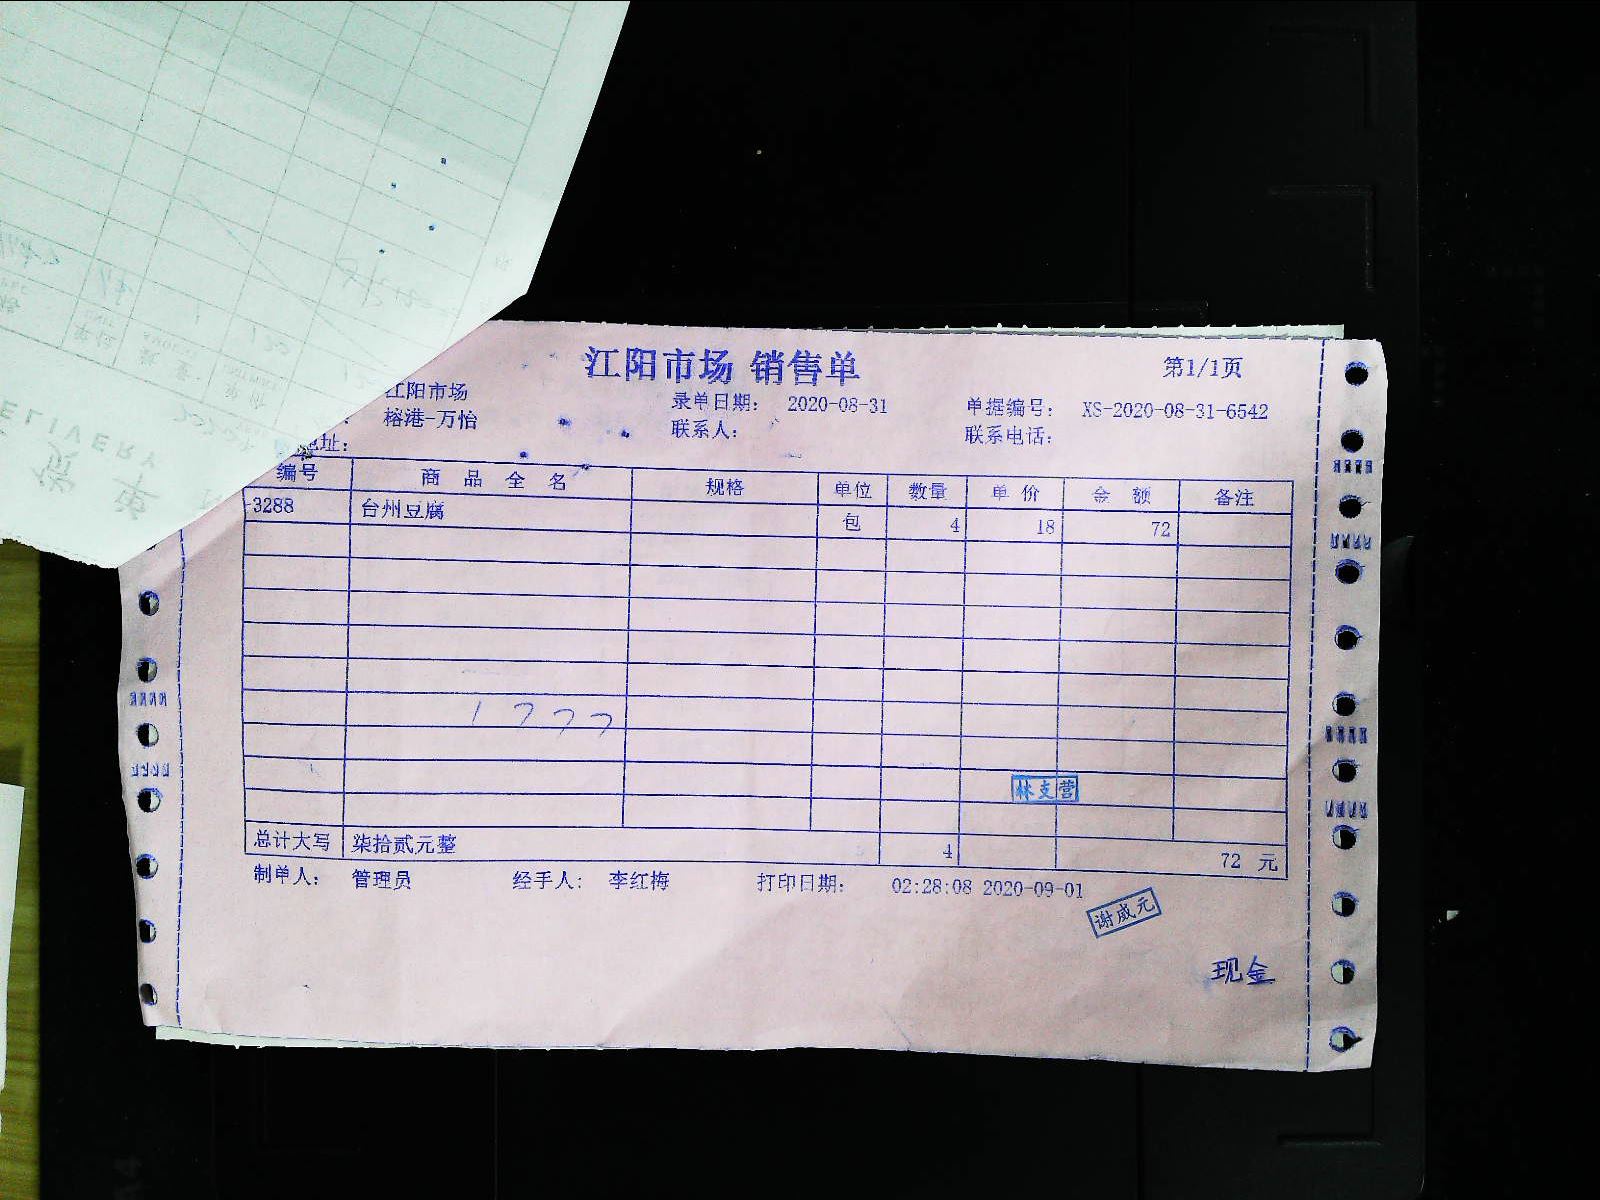 江阳市场 销售单
第1/1页
江阳市场
录单日期: 2020-08-31
单据编号: XS-2020-08-31-6542
榕港-万怡
联系人:
联系电话:
地址:
编号 商品全名 规格 单位 数量 单价 金额 备注
-3288 台州豆腐 包 4 18 72
1777
林支营
总计大写 柒拾贰元整 4 72 元
制单人: 管理员 经手人: 李红梅 打印日期: 02:28:08 2020-09-01
谢威元
现金
ELIVERY